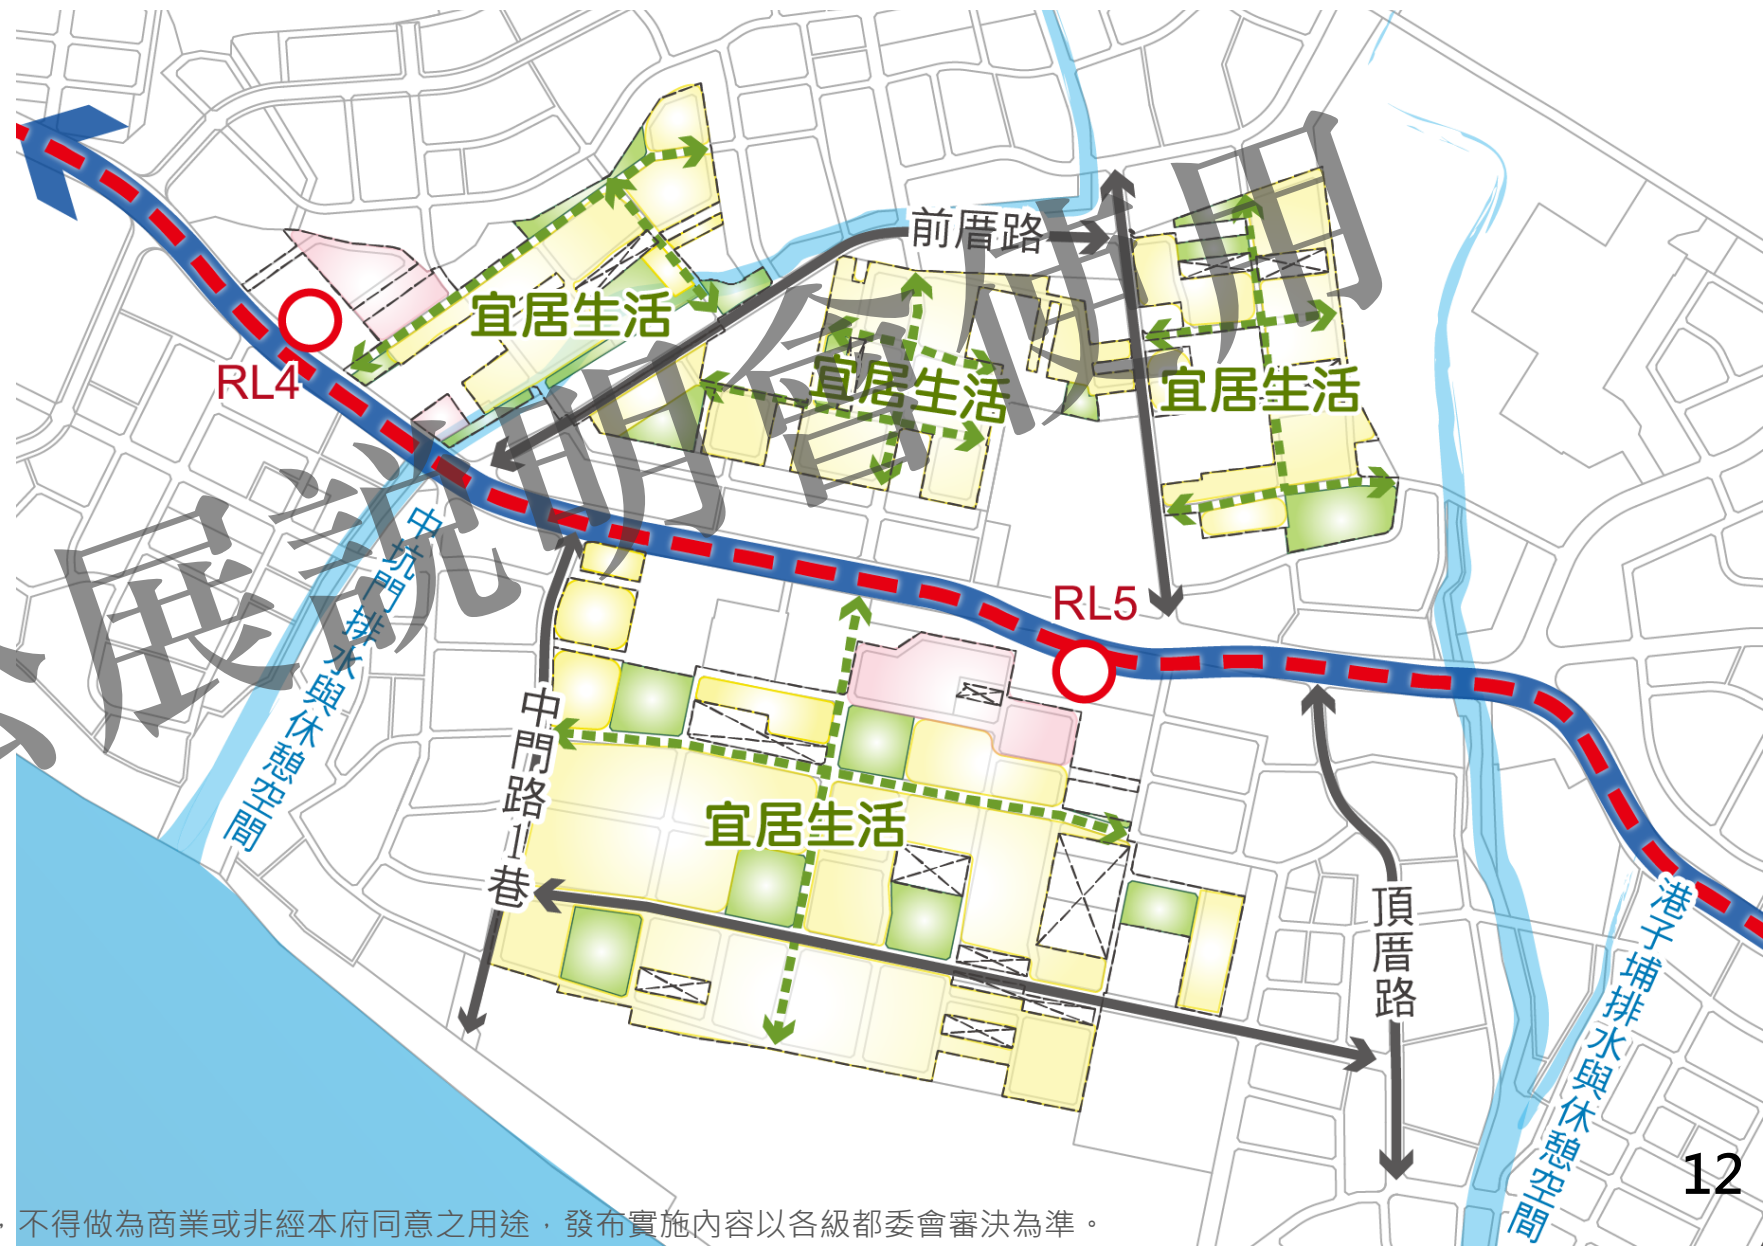 前厝路
宜居生活
RL4
宜居生活
宜居生活
中坑門排水與休憩空間
RL5
中門路1巷
宜居生活
頂厝路
港子埔排水與休憩空間
展說明會使用
12
，不得做為商業或非經本府同意之用途，發布實施內容以各級都委會審決為準。